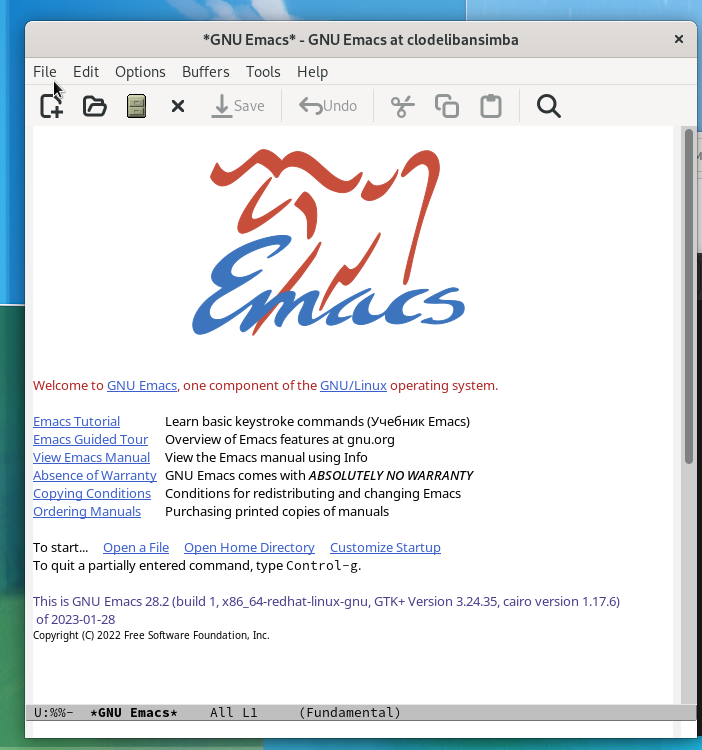 *GNU Emacs* - GNU Emacs at clodelibansimba
File Edit Options Buffers Tools Help
Save Undo
Emacs
Welcome to GNU Emacs, one component of the GNU/Linux operating system.
Emacs Tutorial Learn basic keystroke commands (Учебник Emacs)
Emacs Guided Tour Overview of Emacs features at gnu.org
View Emacs Manual View the Emacs manual using Info
Absence of Warranty GNU Emacs comes with ABSOLUTELY NO WARRANTY
Copying Conditions Conditions for redistributing and changing Emacs
Ordering Manuals Purchasing printed copies of manuals
To start... Open a File Open Home Directory Customize Startup
To quit a partially entered command, type Control-g.
This is GNU Emacs 28.2 (build 1, x86_64-redhat-linux-gnu, GTK+ Version 3.24.35, cairo version 1.17.6)
of 2023-01-28
Copyright (C) 2022 Free Software Foundation, Inc.
U:%%- *GNU Emacs* All L1 (Fundamental)